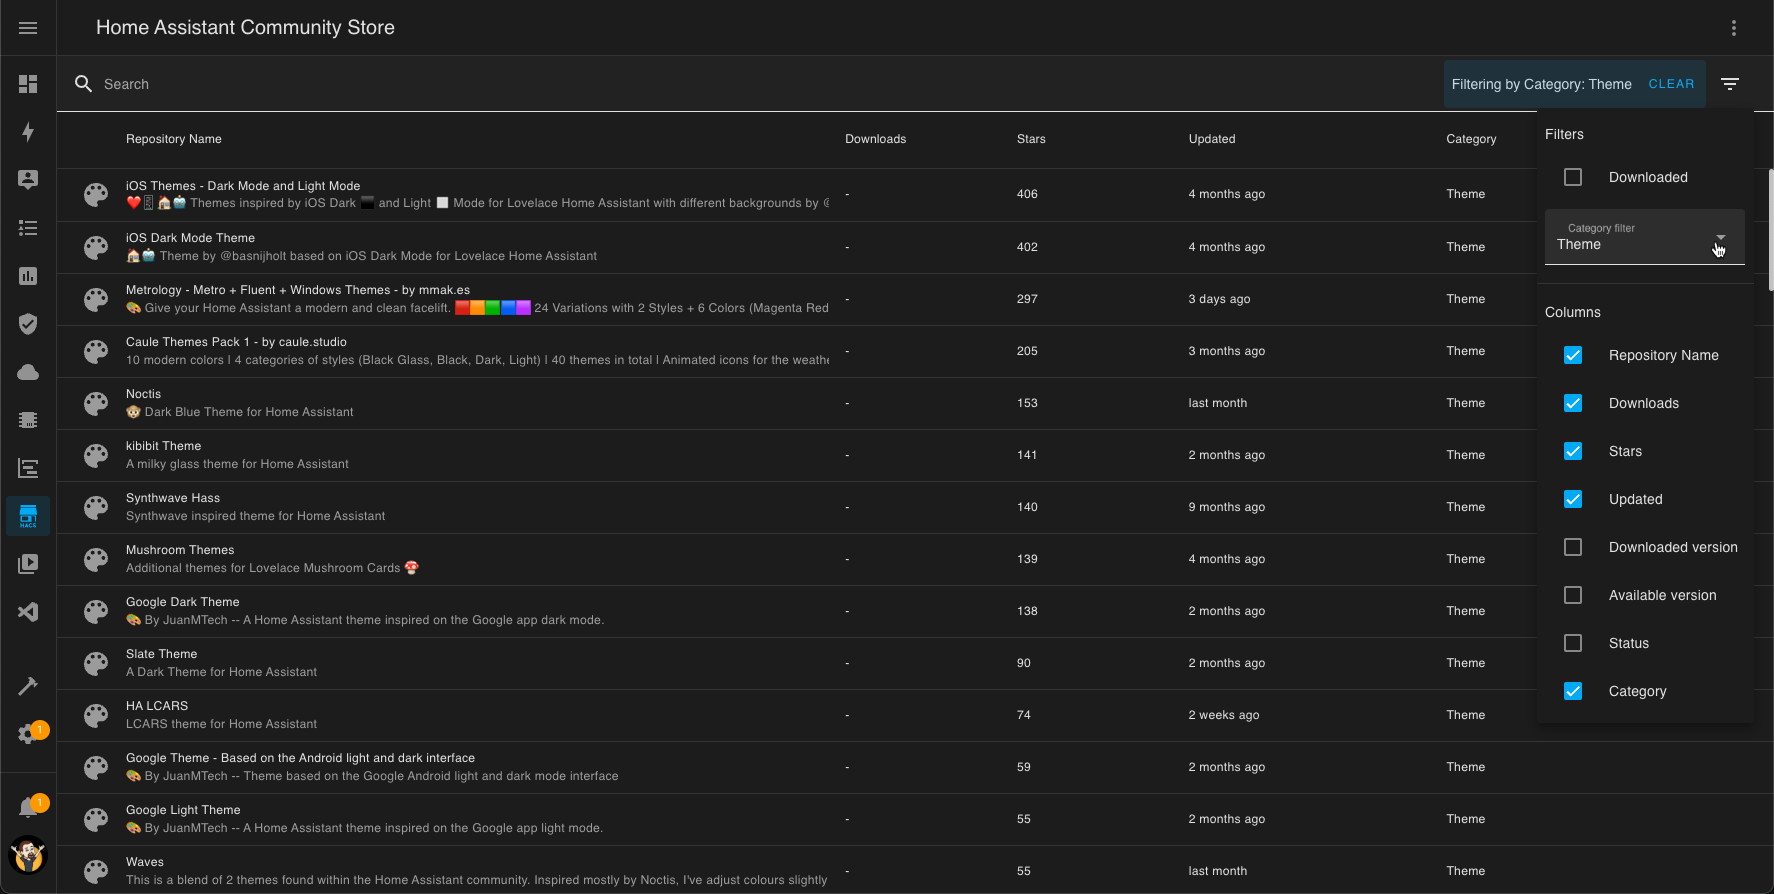 Home Assistant Community Store
Search
Filtering by Category: Theme CLEAR
Repository Name Downloads Stars Updated Category
iOS Themes - Dark Mode and Light Mode
❤️📱🏠🤖 Themes inspired by iOS Dark ⬛ and Light ⬜ Mode for Lovelace Home Assistant with different backgrounds by
- 406 4 months ago Theme
iOS Dark Mode Theme
🏠🤖 Theme by @basnijholt based on iOS Dark Mode for Lovelace Home Assistant
- 402 4 months ago Theme
Metrology - Metro + Fluent + Windows Themes - by mmak.es
🎨 Give your Home Assistant a modern and clean facelift. 🟥🟧🟩🟦🟪 24 Variations with 2 Styles + 6 Colors (Magenta Red
- 297 3 days ago Theme
Caule Themes Pack 1 - by caule.studio
10 modern colors | 4 categories of styles (Black Glass, Black, Dark, Light) | 40 themes in total | Animated icons for the weathe
- 205 3 months ago Theme
Noctis
🐵 Dark Blue Theme for Home Assistant
- 153 last month Theme
kibibit Theme
A milky glass theme for Home Assistant
- 141 2 months ago Theme
Synthwave Hass
Synthwave inspired theme for Home Assistant
- 140 9 months ago Theme
Mushroom Themes
Additional themes for Lovelace Mushroom Cards 🍄
- 139 4 months ago Theme
Google Dark Theme
🎨 By JuanMTech -- A Home Assistant theme inspired on the Google app dark mode.
- 138 2 months ago Theme
Slate Theme
A Dark Theme for Home Assistant
- 90 2 months ago Theme
HA LCARS
LCARS theme for Home Assistant
- 74 2 weeks ago Theme
Google Theme - Based on the Android light and dark interface
🎨 By JuanMTech -- Theme based on the Google Android light and dark mode interface
- 59 2 months ago Theme
Google Light Theme
🎨 By JuanMTech -- A Home Assistant theme inspired on the Google app light mode.
- 55 2 months ago Theme
Waves
This is a blend of 2 themes found within the Home Assistant community. Inspired mostly by Noctis, I've adjust colours slightly
- 55 last month Theme
Filters
Downloaded
Category filter
Theme
Columns
Repository Name
Downloads
Stars
Updated
Downloaded version
Available version
Status
Category
HACS
1
1